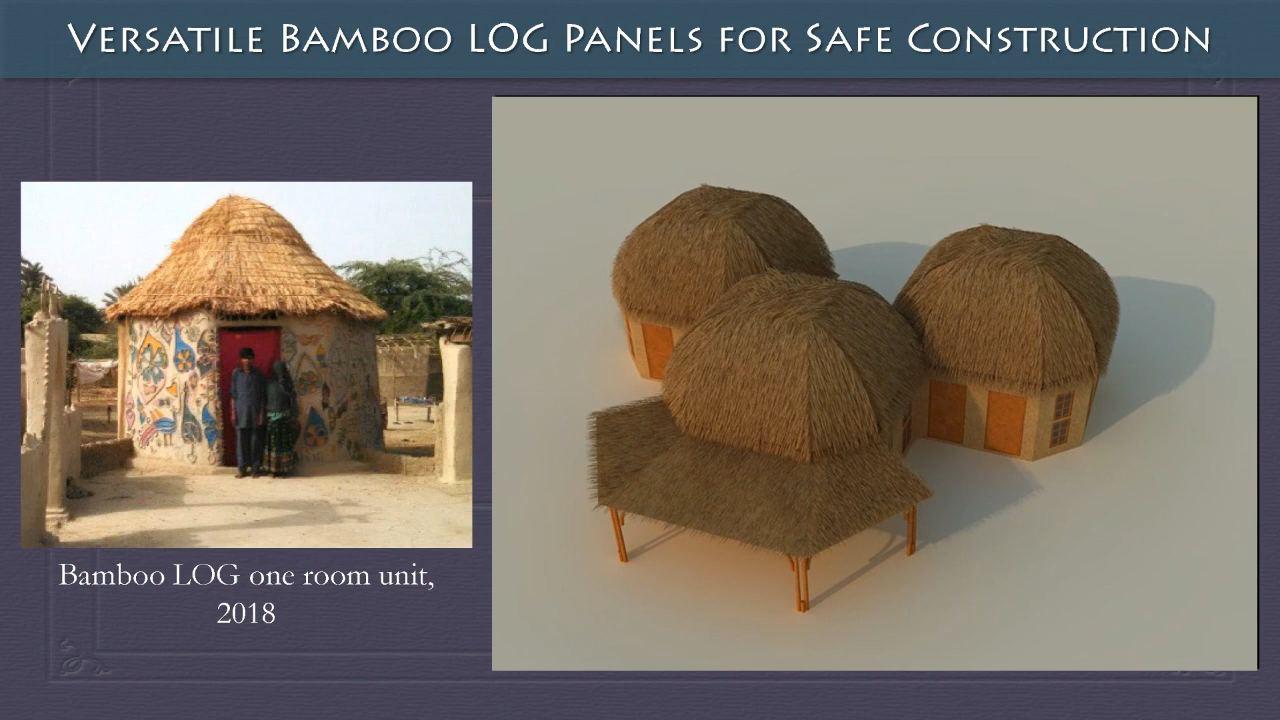 Versatile Bamboo LOG Panels for Safe Construction
Bamboo LOG one room unit,
2018